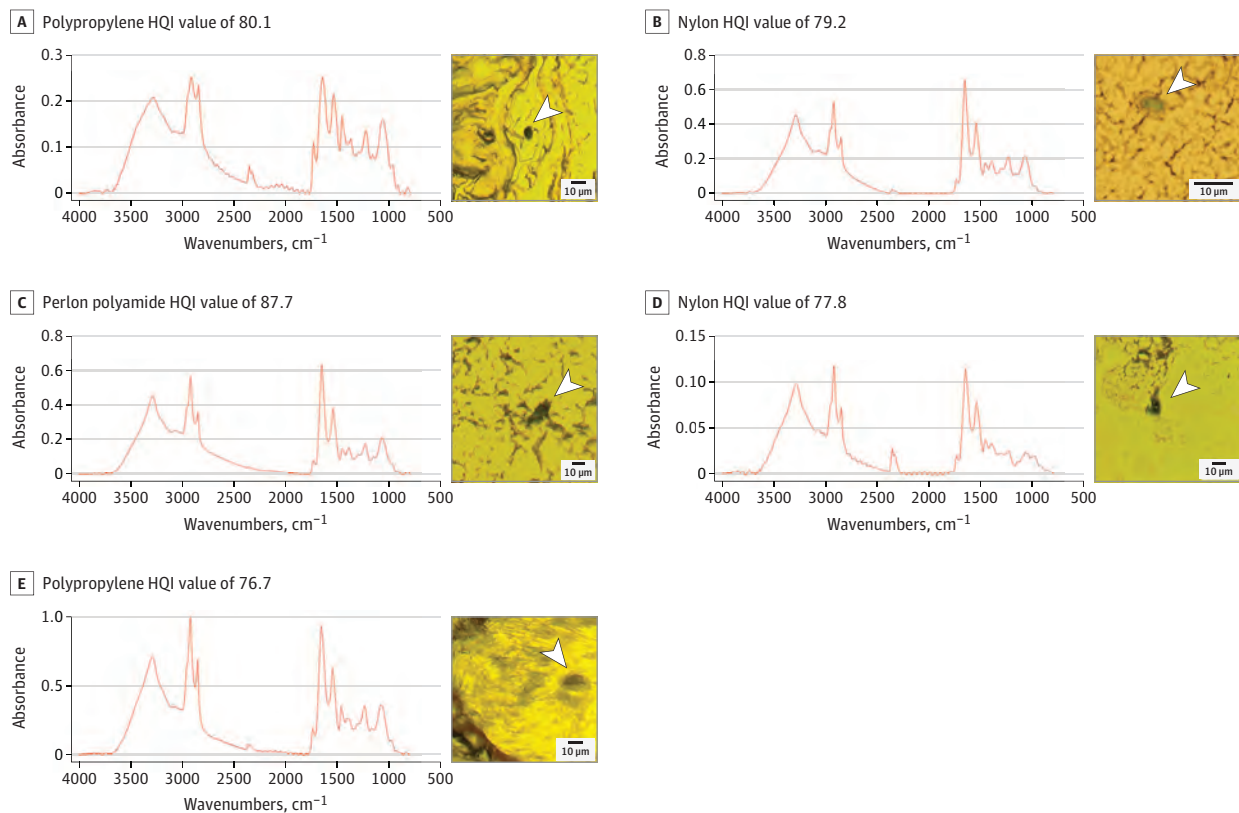 A Polypropylene HQI value of 80.1
0.3
0.2
0.1
0
Absorbance
4000 3500 3000 2500 2000 1500 1000 500
Wavenumbers, cm−1
10 µm
B Nylon HQI value of 79.2
0.8
0.6
0.4
0.2
0
Absorbance
4000 3500 3000 2500 2000 1500 1000 500
Wavenumbers, cm−1
10 µm
C Perlon polyamide HQI value of 87.7
0.8
0.6
0.4
0.2
0
Absorbance
4000 3500 3000 2500 2000 1500 1000 500
Wavenumbers, cm−1
10 µm
D Nylon HQI value of 77.8
0.15
0.10
0.05
0
Absorbance
4000 3500 3000 2500 2000 1500 1000 500
Wavenumbers, cm−1
10 µm
E Polypropylene HQI value of 76.7
1.0
0.5
0
Absorbance
4000 3500 3000 2500 2000 1500 1000 500
Wavenumbers, cm−1
10 µm